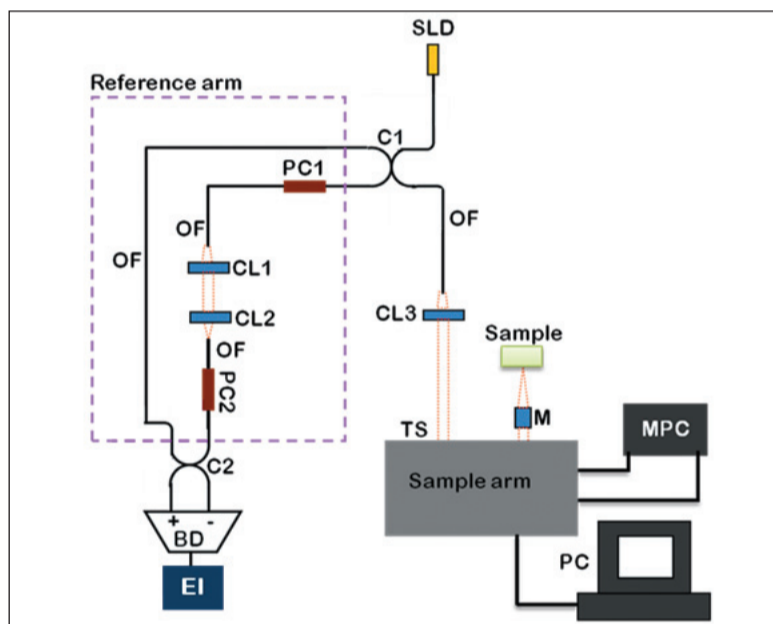 SLD
Reference arm
C1
PC1
OF
OF
OF
CL1
CL2
CL3
OF
Sample
PC2
M
TS
MPC
C2
Sample arm
+ -
BD
PC
EI